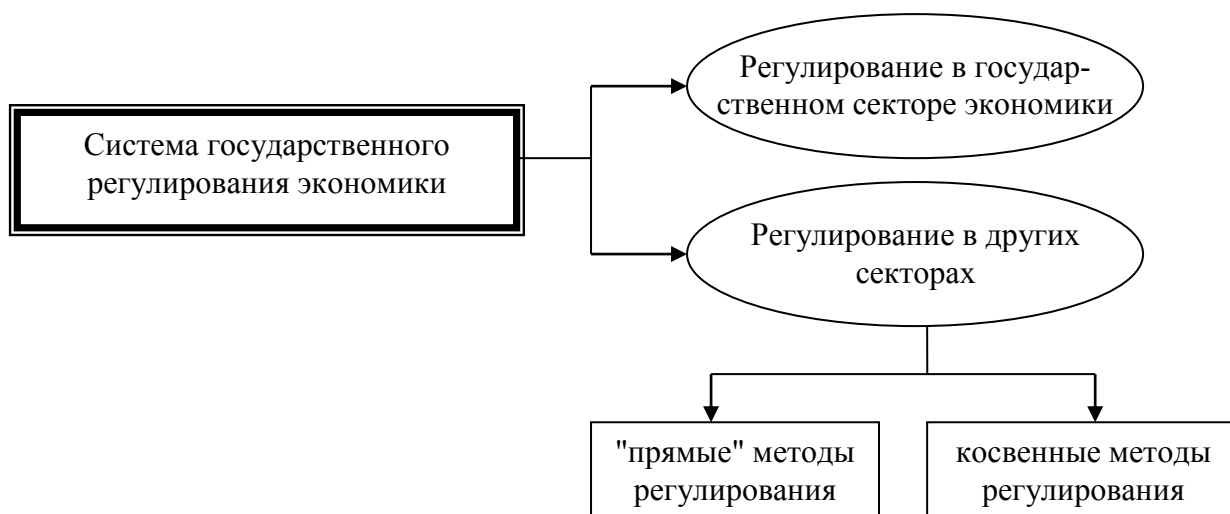 Регулирование в государ-
ственном секторе экономики
Система государственного
регулирования экономики
Регулирование в других
секторах
"прямые" методы
регулирования
косвенные методы
регулирования